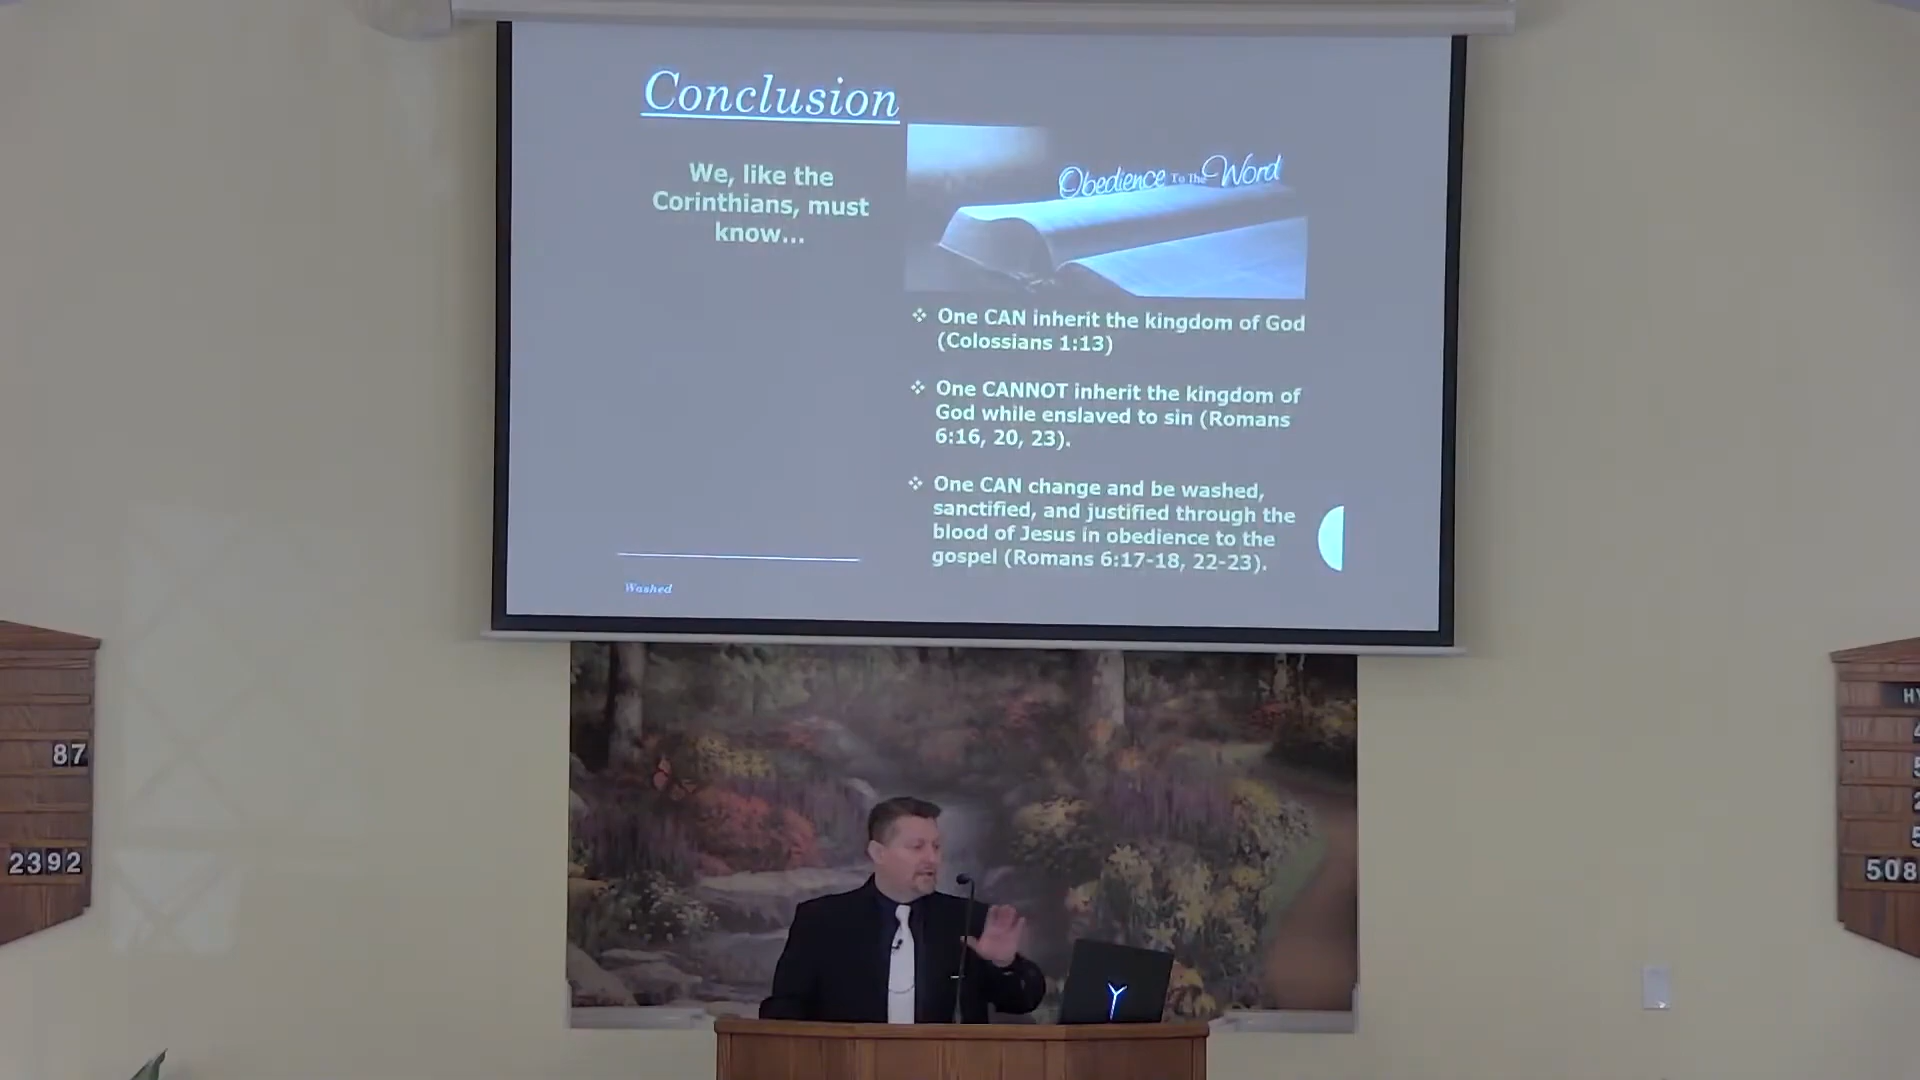 Conclusion
We, like the
Corinthians, must
know...
Obedience To The Word
❖ One CAN inherit the kingdom of God
(Colossians 1:13)
❖ One CANNOT inherit the kingdom of
God while enslaved to sin (Romans
6:16, 20, 23).
❖ One CAN change and be washed,
sanctified, and justified through the
blood of Jesus in obedience to the
gospel (Romans 6:17-18, 22-23).
Washed
87
2392
508